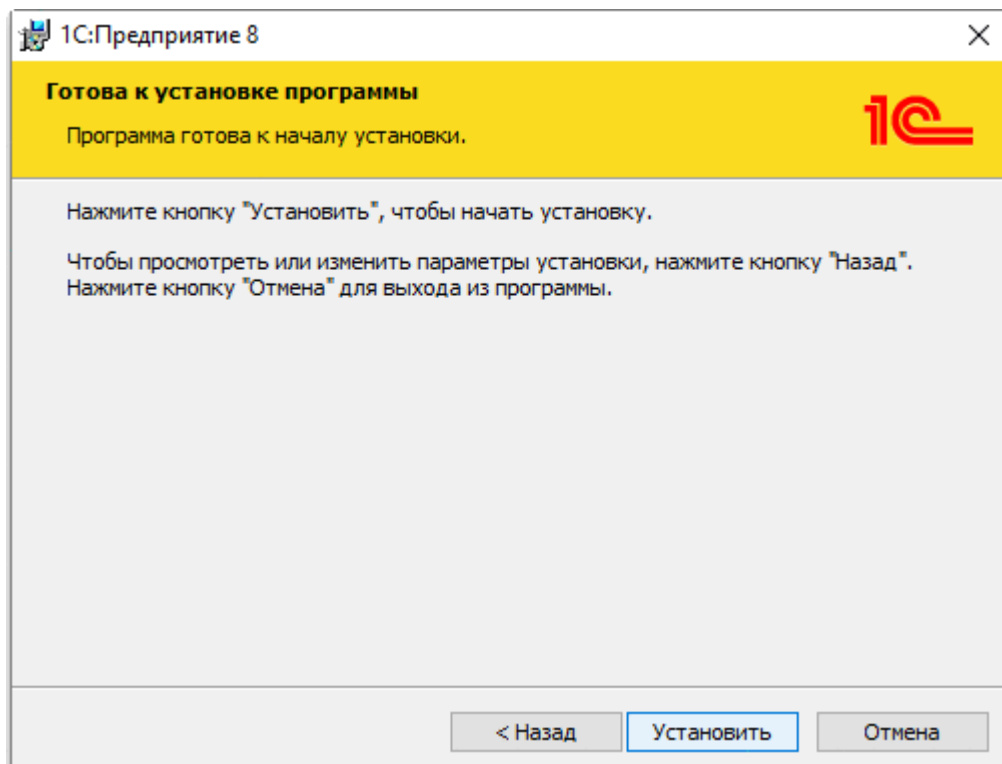 1С:Предприятие 8
Готова к установке программы
Программа готова к началу установки.
1С
Нажмите кнопку "Установить", чтобы начать установку.
Чтобы просмотреть или изменить параметры установки, нажмите кнопку "Назад".
Нажмите кнопку "Отмена" для выхода из программы.
< Назад
Установить
Отмена